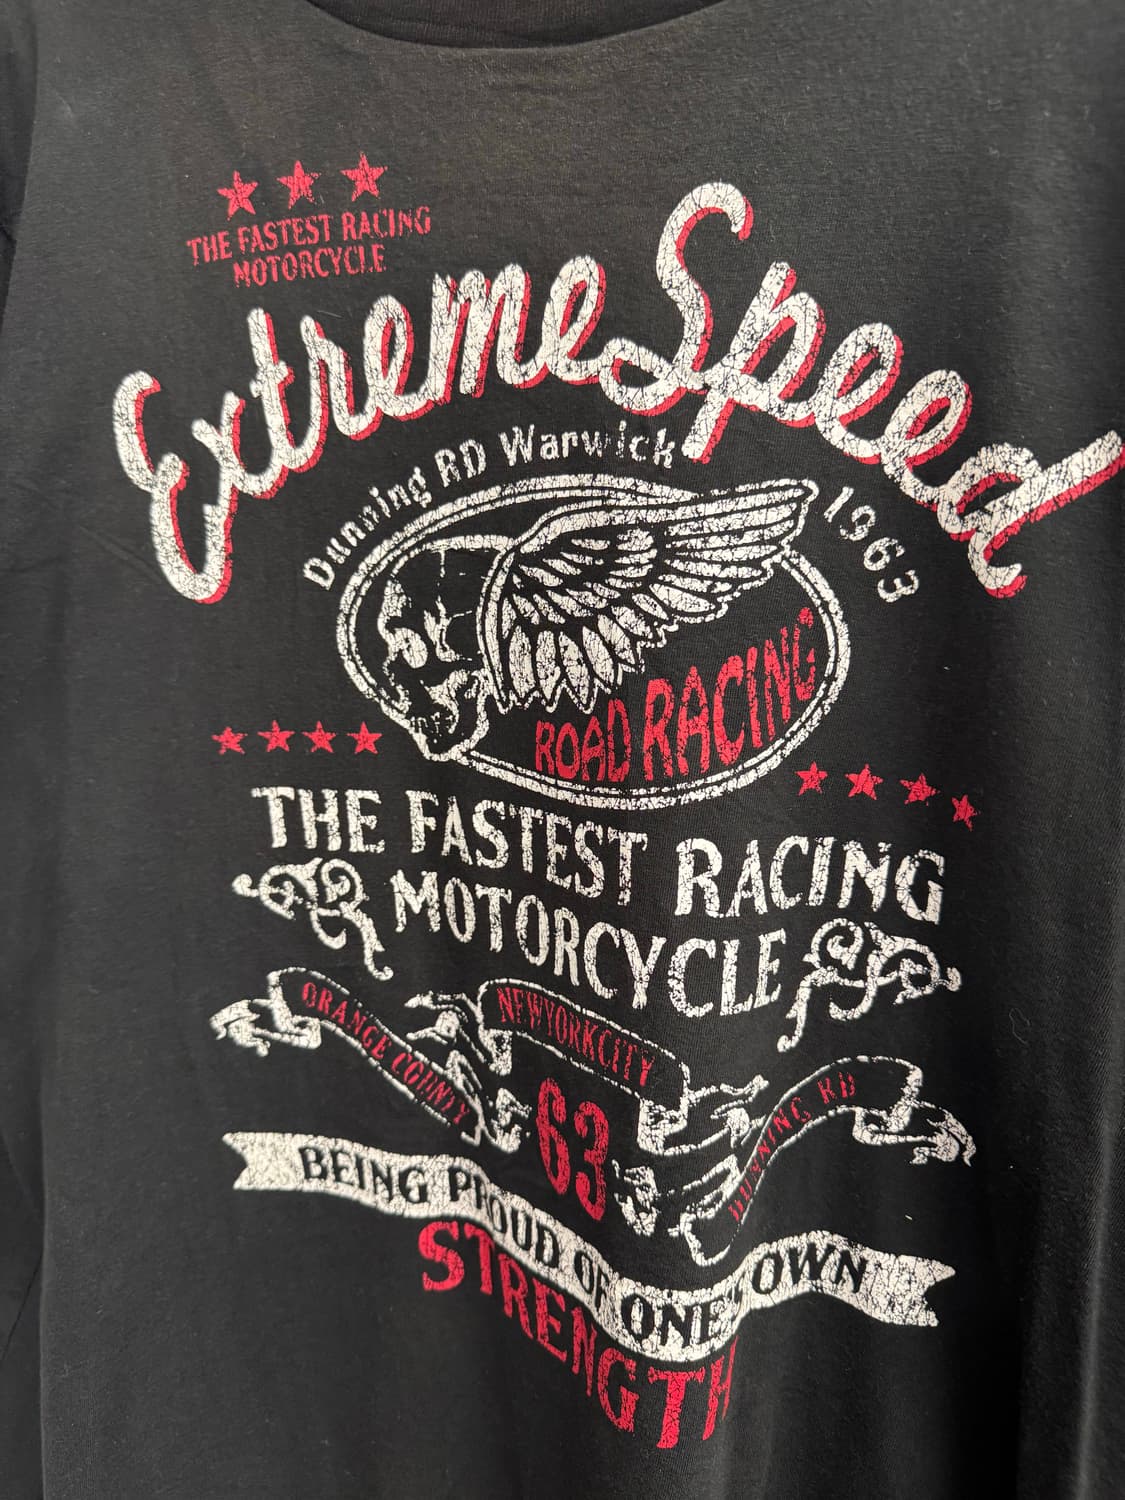 THE FASTEST RACING
MOTORCYCLE
Extreme Speed
Dunning RD Warwick 1963
ROAD RACING
THE FASTEST RACING
MOTORCYCLE
ORANGE COUNTY
NEWYORKCITY
63
DUNNING RD
BEING PROUD OF ONE'S OWN
STRENGTH